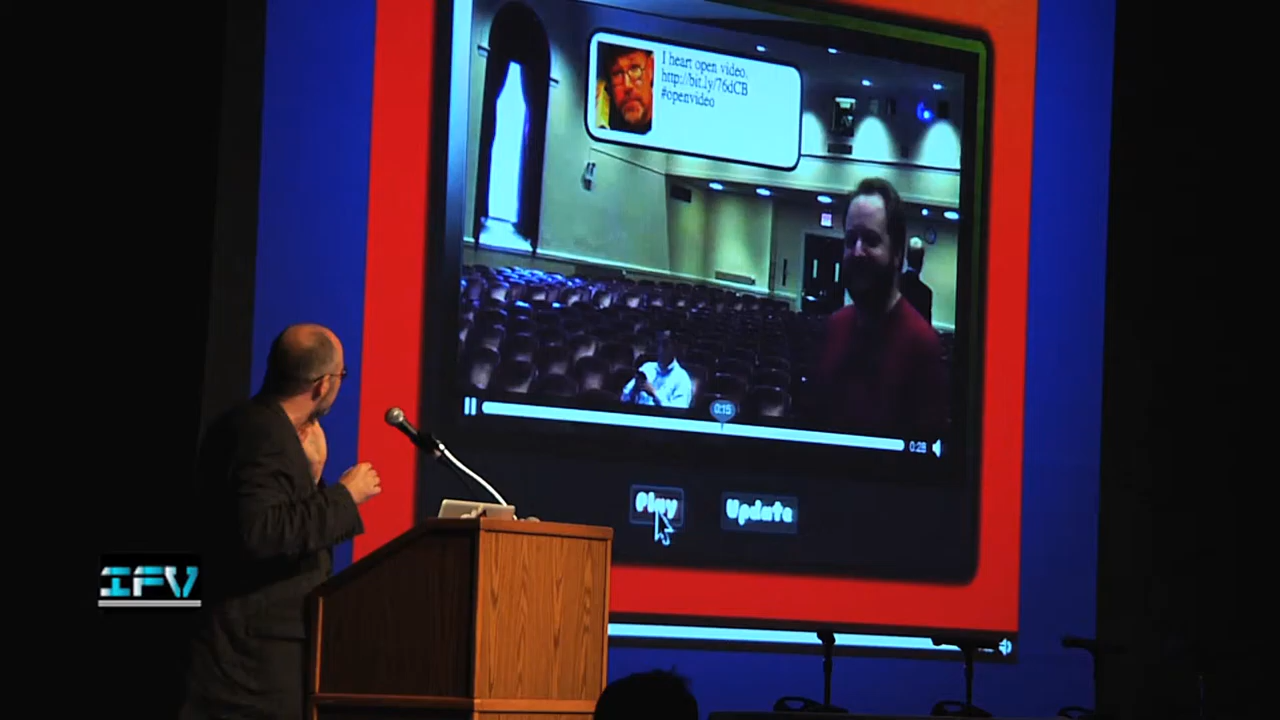 I heart open video.
http://bit.ly/76dCB
#openvideo
0:15
0:28
Play
Update
IFV